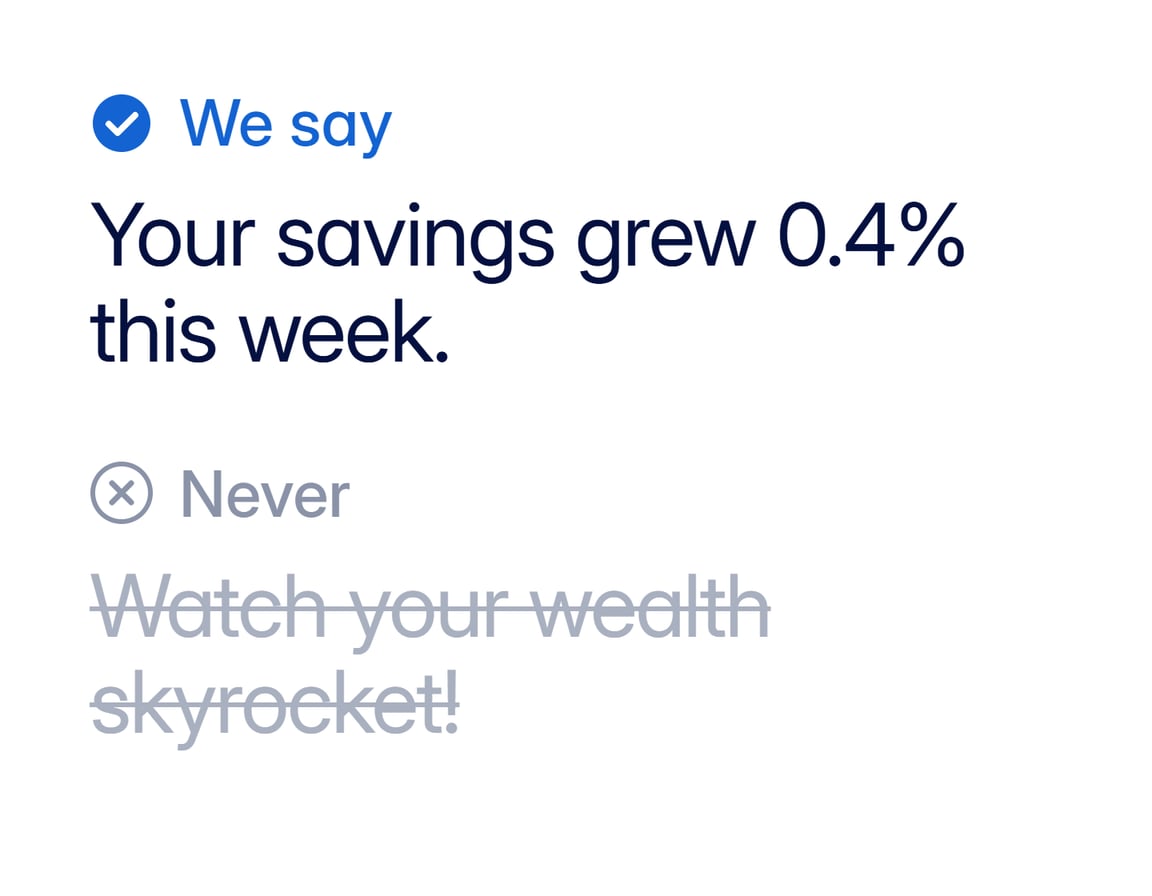 We say
Your savings grew 0.4%
this week.
Never
Watch your wealth
skyrocket!